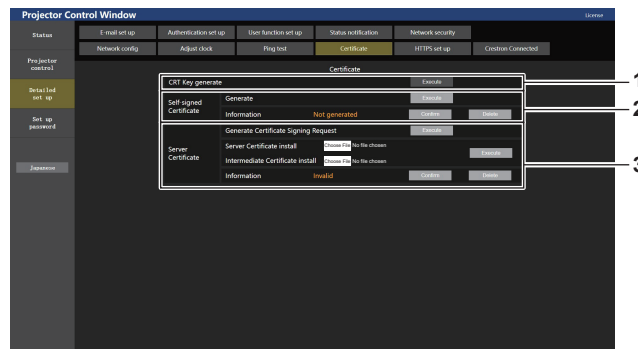 Projector Control Window
License
Status
E-mail set up
Authentication set up
User function set up
Status notification
Network security
Network config
Adjust clock
Ping test
Certificate
HTTPS set up
Crestron Connected
Projector
control
Detailed
set up
Set up
password
Japanese
Certificate
CRT Key generate
Execute
1
Self-signed
Certificate
Generate
Execute
Information
Not generated
Confirm
Delete
2
Server
Certificate
Generate Certificate Signing Request
Execute
Server Certificate install
Choose File No file chosen
Intermediate Certificate install
Choose File No file chosen
Execute
Information
Invalid
Confirm
Delete
3